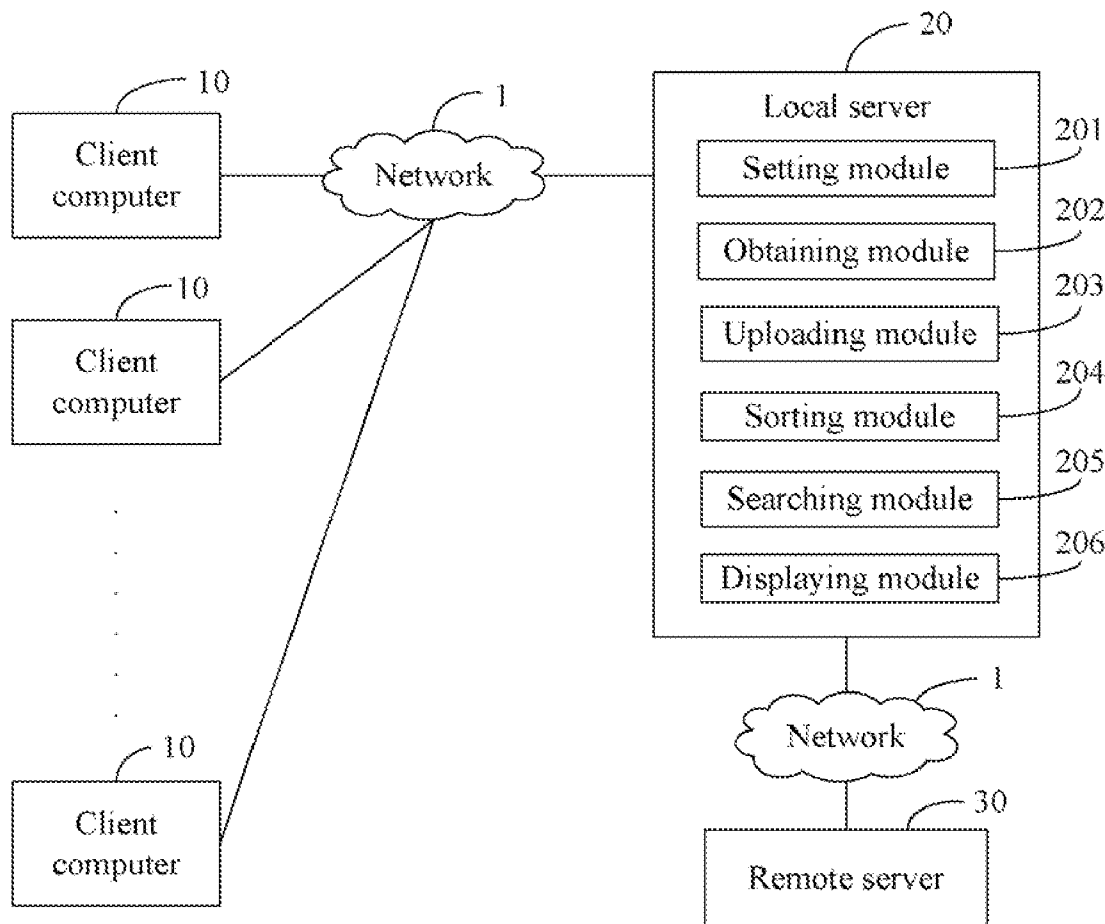 20
10
1
Local server
201
Client
computer
Network
Setting module
202
Obtaining module
10
203
Client
computer
Uploading module
204
Sorting module
205
Searching module
206
Displaying module
1
Network
10
30
Client
computer
Remote server